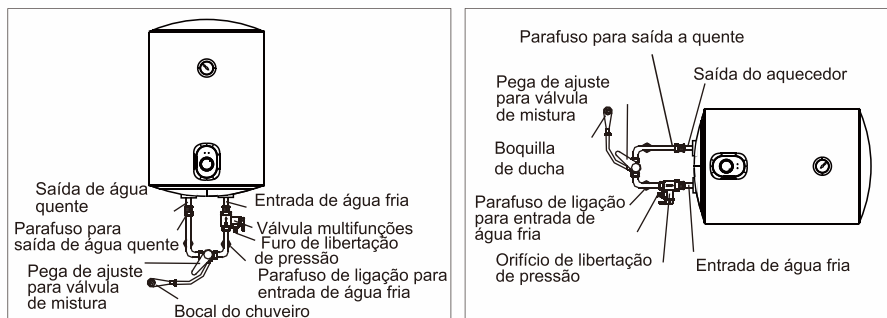 Saída de água
quente
Parafuso para
saída de água quente
Pega de ajuste
para válvula
de mistura
Bocal do chuveiro
Entrada de água fria
Válvula multifunções
Furo de libertação
de pressão
Parafuso de ligação para
entrada de água fria
Parafuso para saída a quente
Saída do aquecedor
Pega de ajuste
para válvula
de mistura
Boquilla
de ducha
Parafuso de ligação
para entrada de
água fria
Orifício de libertação
de pressão
Entrada de água fria